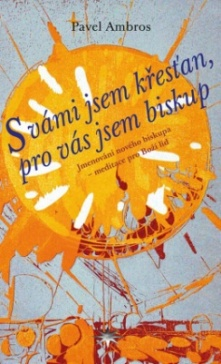 Pavel Ambros
S vámi jsem křesťan,
pro vás jsem biskup
Jmenování nového biskupa
– meditace pro Boží lid